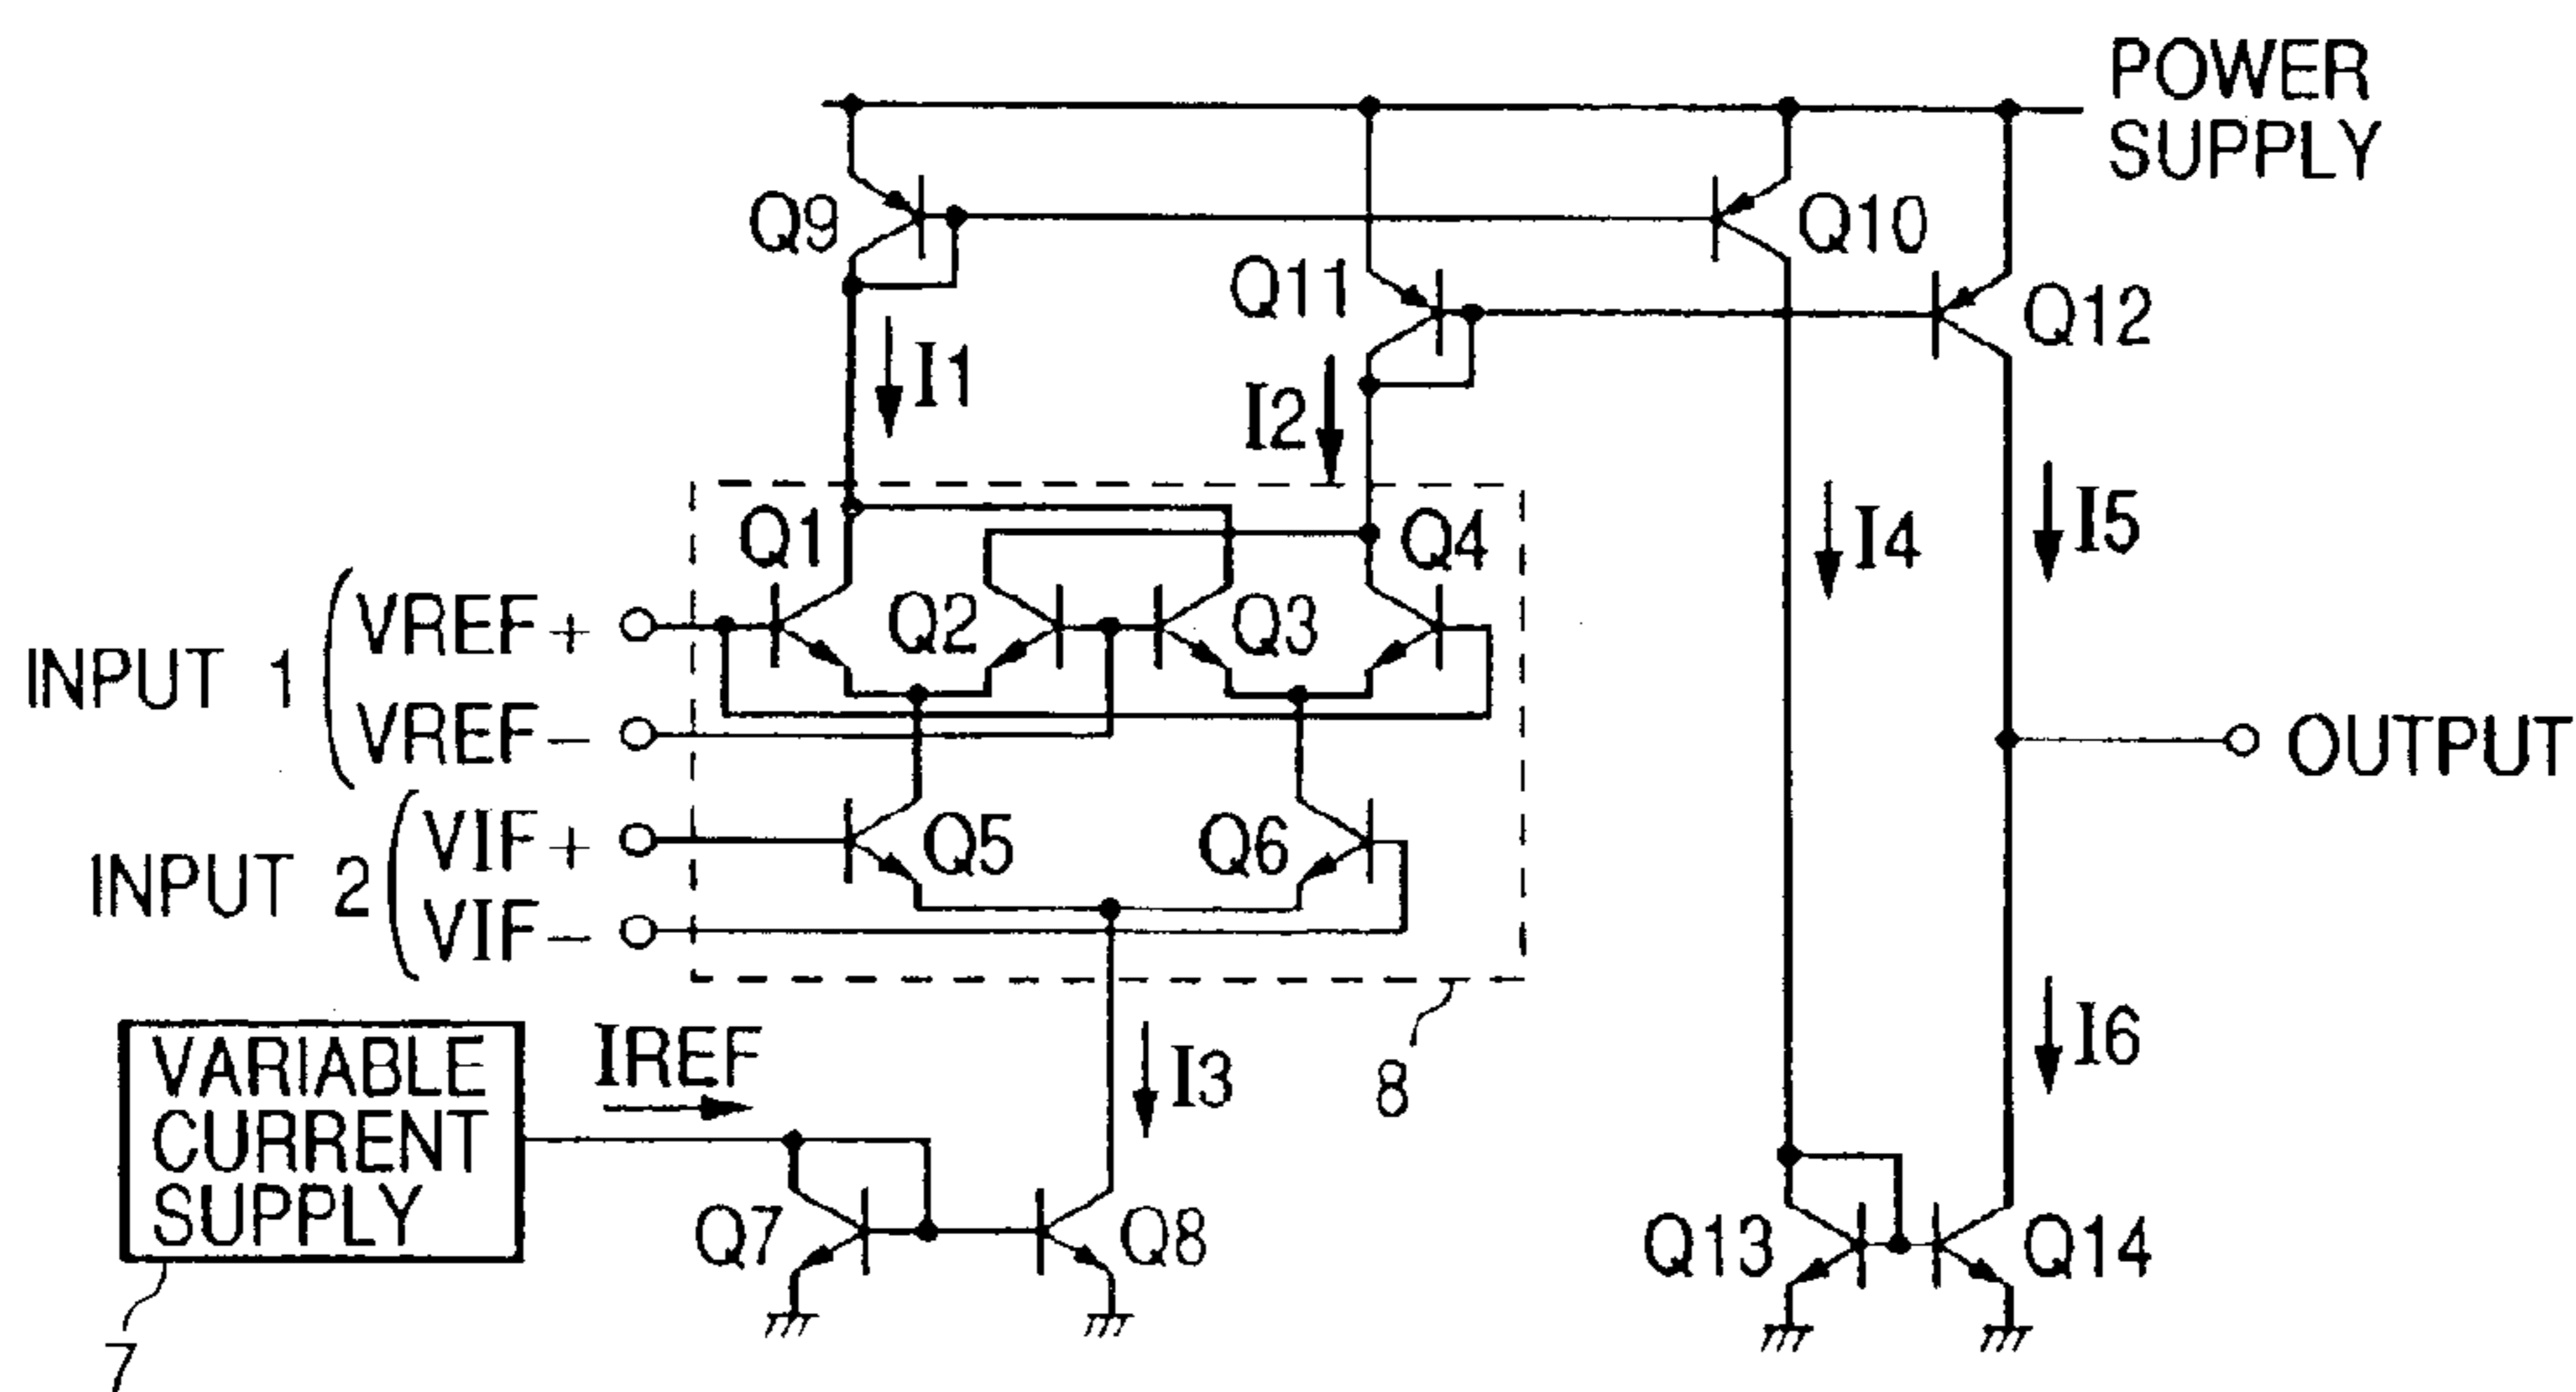 POWER
SUPPLY
Q9
Q10
Q11
Q12
I1
I2
I4
I5
Q1
Q4
Q2
Q3
INPUT 1
VREF+
VREF-
OUTPUT
INPUT 2
VIF+
VIF-
Q5
Q6
VARIABLE
CURRENT
SUPPLY
IREF
I3
8
I6
Q7
Q8
Q13
Q14
7